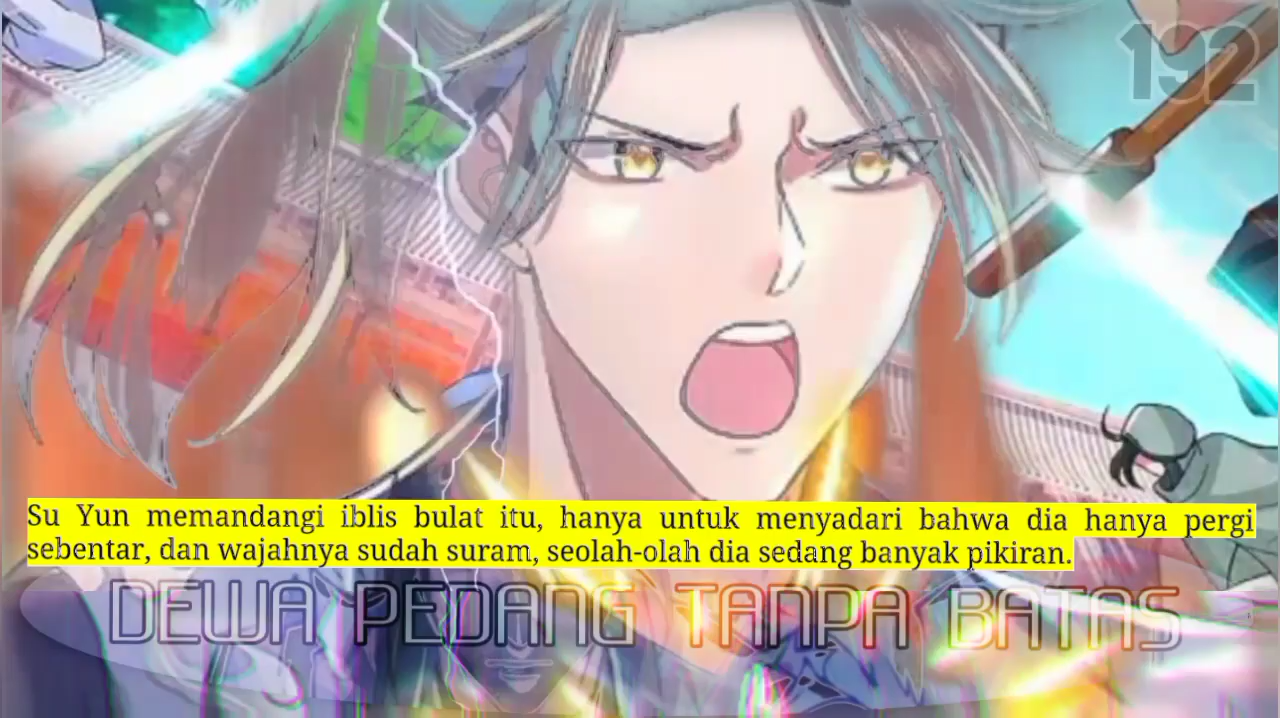 192
Su Yun memandangi iblis bulat itu, hanya untuk menyadari bahwa dia hanya pergi
sebentar, dan wajahnya sudah suram, seolah-olah dia sedang banyak pikiran.
DEWA PEDANG TANPA BATAS